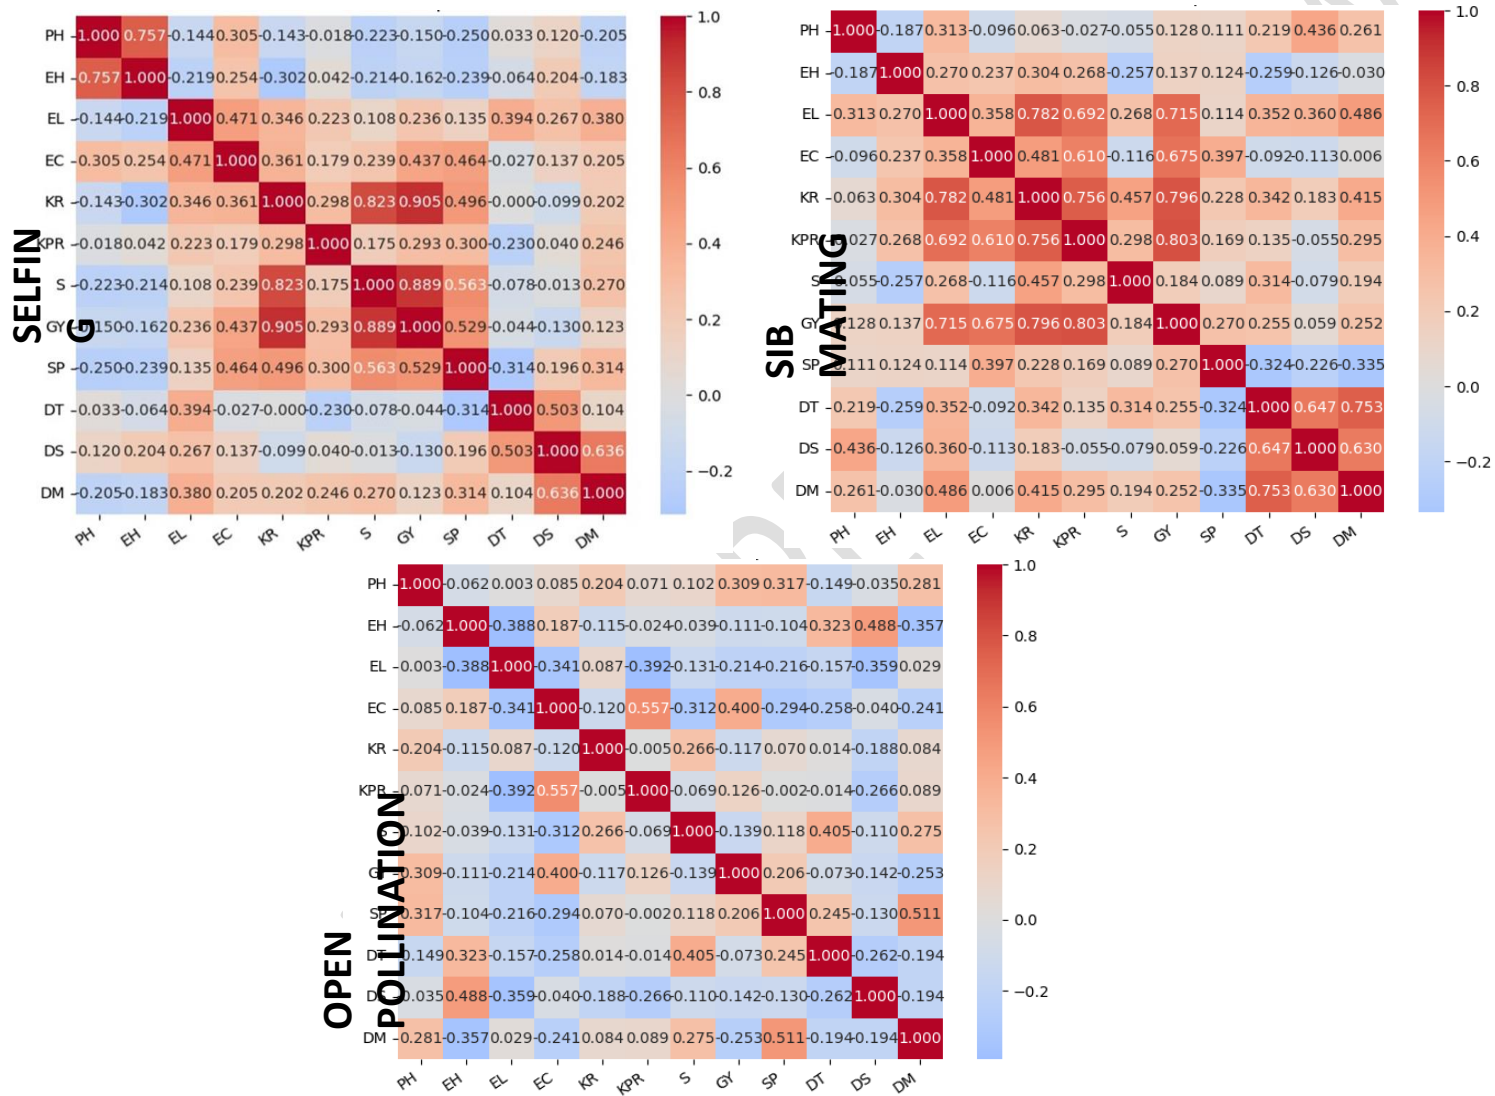 SELFIN
G
PH 1.000 0.757 -0.144 0.305 -0.143 -0.018 -0.223 -0.150 -0.250 0.033 0.120 -0.205
EH 0.757 1.000 -0.219 0.254 -0.302 0.042 -0.214 -0.162 -0.239 -0.064 0.204 -0.183
EL -0.144 -0.219 1.000 0.471 0.346 0.223 0.108 0.236 0.135 0.394 0.267 0.380
EC 0.305 0.254 0.471 1.000 0.361 0.179 0.239 0.437 0.464 -0.027 0.137 0.205
KR -0.143 -0.302 0.346 0.361 1.000 0.298 0.823 0.905 0.496 -0.000 -0.099 0.202
KPR -0.018 0.042 0.223 0.179 0.298 1.000 0.175 0.293 0.300 -0.230 0.040 0.246
S -0.223 -0.214 0.108 0.239 0.823 0.175 1.000 0.889 0.563 -0.078 -0.013 0.270
GY 0.150 -0.162 0.236 0.437 0.905 0.293 0.889 1.000 0.529 -0.044 -0.130 0.123
SP -0.250 -0.239 0.135 0.464 0.496 0.300 0.563 0.529 1.000 -0.314 0.196 0.314
DT 0.033 -0.064 0.394 -0.027 -0.000 -0.230 -0.078 -0.044 -0.314 1.000 0.503 0.104
DS 0.120 0.204 0.267 0.137 -0.099 0.040 -0.013 -0.130 0.196 0.503 1.000 0.636
DM -0.205 -0.183 0.380 0.205 0.202 0.246 0.270 0.123 0.314 0.104 0.636 1.000
PH EH EL EC KR KPR S GY SP DT DS DM
1.0
0.8
0.6
0.4
0.2
0.0
−0.2
SIB
MATING
PH 1.000 -0.187 0.313 -0.096 0.063 -0.027 -0.055 0.128 0.111 0.219 0.436 0.261
EH -0.187 1.000 0.270 0.237 0.304 0.268 -0.257 0.137 0.124 -0.259 -0.126 -0.030
EL 0.313 0.270 1.000 0.358 0.782 0.692 0.268 0.715 0.114 0.352 0.360 0.486
EC -0.096 0.237 0.358 1.000 0.481 0.610 -0.116 0.675 0.397 -0.092 -0.113 0.006
KR 0.063 0.304 0.782 0.481 1.000 0.756 0.457 0.796 0.228 0.342 0.183 0.415
KPR 0.027 0.268 0.692 0.610 0.756 1.000 0.298 0.803 0.169 0.135 -0.055 0.295
S 0.055 -0.257 0.268 -0.116 0.457 0.298 1.000 0.184 0.089 0.314 -0.079 0.194
GY 0.128 0.137 0.715 0.675 0.796 0.803 0.184 1.000 0.270 0.255 0.059 0.252
SP 0.111 0.124 0.114 0.397 0.228 0.169 0.089 0.270 1.000 -0.324 -0.226 -0.335
DT 0.219 -0.259 0.352 -0.092 0.342 0.135 0.314 0.255 -0.324 1.000 0.647 0.753
DS 0.436 -0.126 0.360 -0.113 0.183 -0.055 -0.079 0.059 -0.226 0.647 1.000 0.630
DM 0.261 -0.030 0.486 0.006 0.415 0.295 0.194 0.252 -0.335 0.753 0.630 1.000
PH EH EL EC KR KPR S GY SP DT DS DM
1.0
0.8
0.6
0.4
0.2
0.0
−0.2
OPEN
POLLINATION
PH 1.000 -0.062 0.003 0.085 0.204 0.071 0.102 0.309 0.317 -0.149 -0.035 0.281
EH -0.062 1.000 -0.388 0.187 -0.115 -0.024 -0.039 -0.111 -0.104 0.323 0.488 -0.357
EL 0.003 -0.388 1.000 -0.341 0.087 -0.392 -0.131 -0.214 -0.216 -0.157 -0.359 0.029
EC 0.085 0.187 -0.341 1.000 -0.120 0.557 -0.312 0.400 -0.294 -0.258 -0.040 -0.241
KR 0.204 -0.115 0.087 -0.120 1.000 -0.005 0.266 -0.117 0.070 0.014 -0.188 0.084
KPR 0.071 -0.024 -0.392 0.557 -0.005 1.000 -0.069 0.126 -0.002 -0.014 -0.266 0.089
S 0.102 -0.039 -0.131 -0.312 0.266 -0.069 1.000 -0.139 0.118 0.405 -0.110 0.275
0.309 -0.111 -0.214 0.400 -0.117 0.126 -0.139 1.000 0.206 -0.073 -0.142 -0.253
SP 0.317 -0.104 -0.216 -0.294 0.070 -0.002 0.118 0.206 1.000 0.245 -0.130 0.511
DT 0.149 0.323 -0.157 -0.258 0.014 -0.014 0.405 -0.073 0.245 1.000 -0.262 -0.194
DS 0.035 0.488 -0.359 -0.040 -0.188 -0.266 -0.110 -0.142 -0.130 -0.262 1.000 -0.194
DM 0.281 -0.357 0.029 -0.241 0.084 0.089 0.275 -0.253 0.511 -0.194 -0.194 1.000
PH EH EL EC KR KPR S GY SP DT DS DM
1.0
0.8
0.6
0.4
0.2
0.0
−0.2